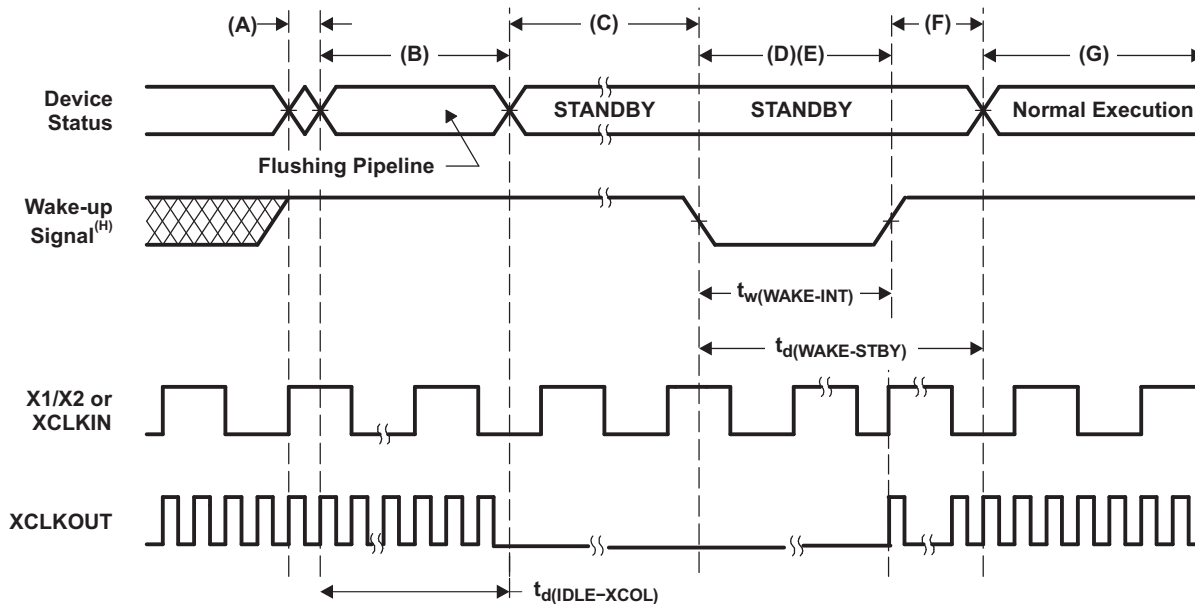 (A)
(C)
(F)
(B)
(D)(E)
(G)
Device
Status
STANDBY
STANDBY
Normal Execution
Flushing Pipeline
Wake-up
Signal(H)
tw(WAKE-INT)
td(WAKE-STBY)
X1/X2 or
XCLKIN
XCLKOUT
td(IDLE−XCOL)